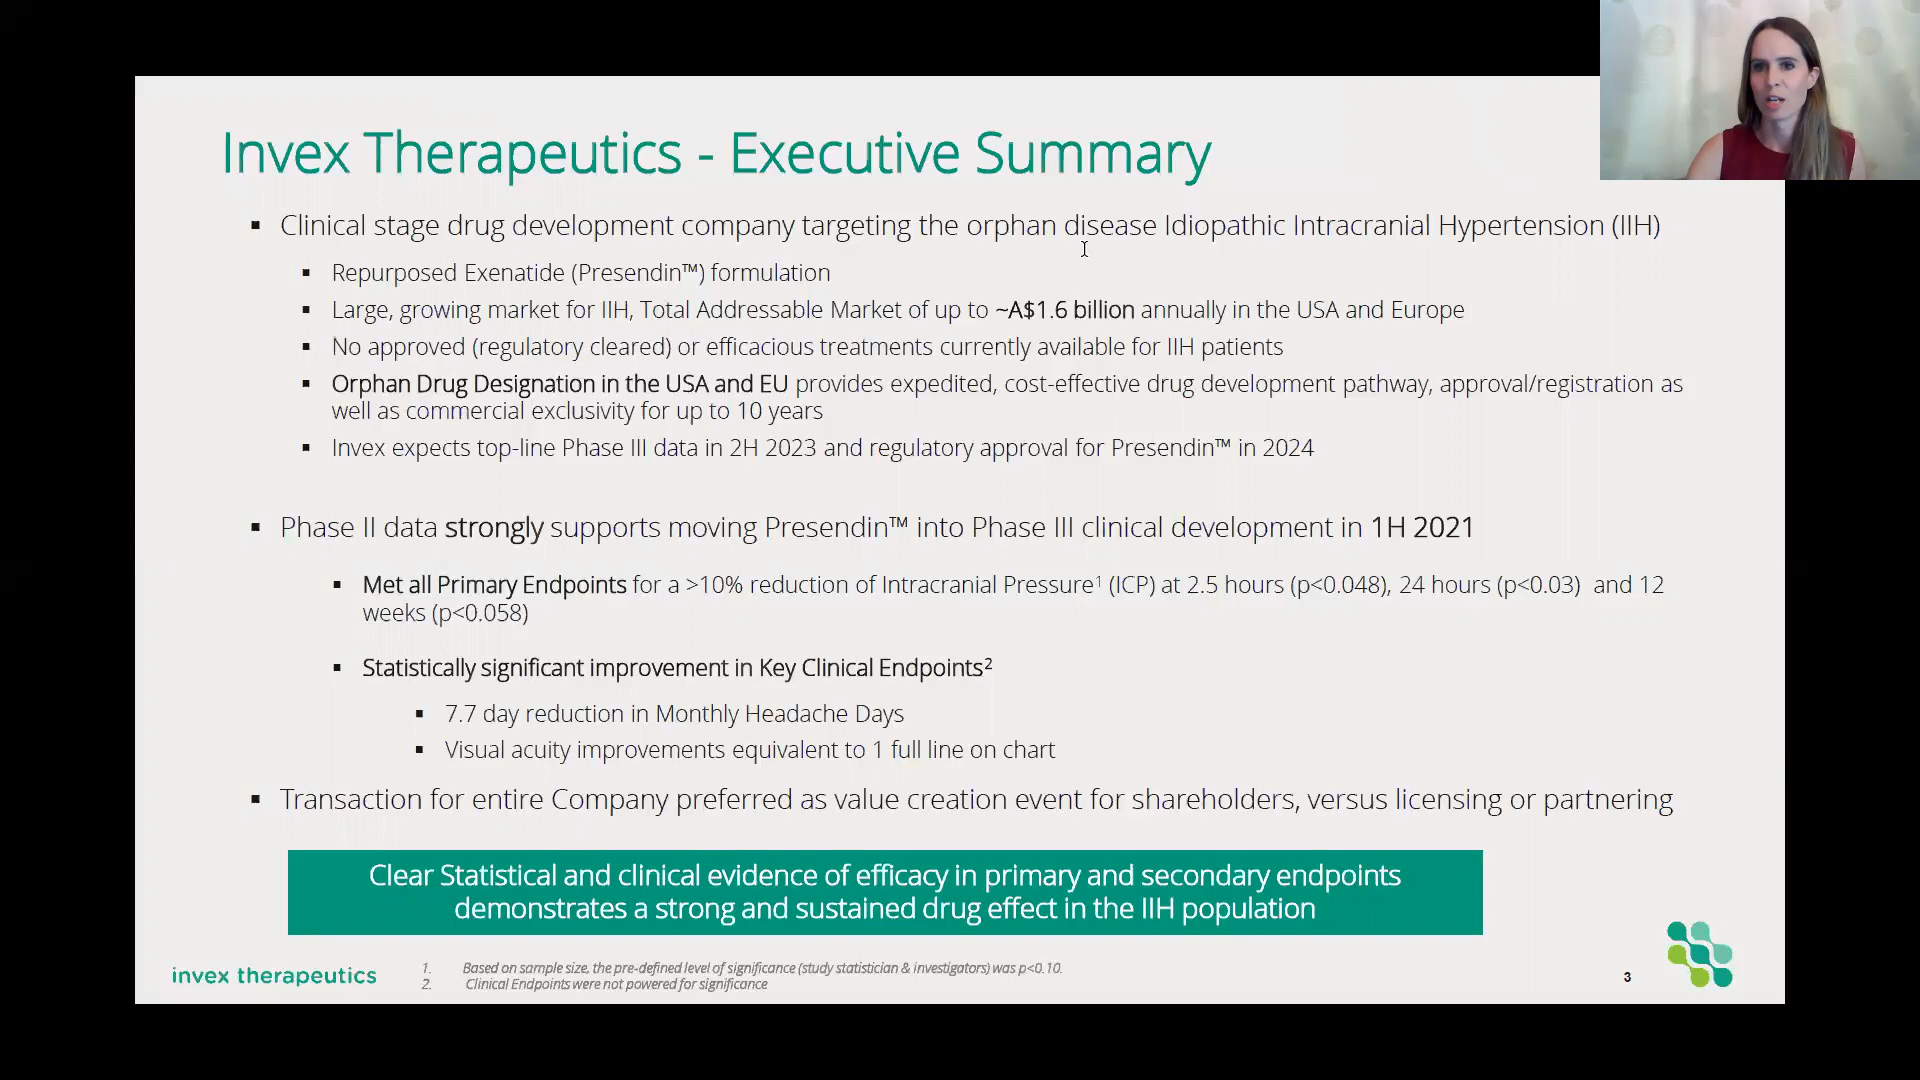 Invex Therapeutics - Executive Summary
▪ Clinical stage drug development company targeting the orphan disease Idiopathic Intracranial Hypertension (IIH)
▪ Repurposed Exenatide (Presendin™) formulation
▪ Large, growing market for IIH, Total Addressable Market of up to ~A$1.6 billion annually in the USA and Europe
▪ No approved (regulatory cleared) or efficacious treatments currently available for IIH patients
▪ Orphan Drug Designation in the USA and EU provides expedited, cost-effective drug development pathway, approval/registration as
well as commercial exclusivity for up to 10 years
▪ Invex expects top-line Phase III data in 2H 2023 and regulatory approval for Presendin™ in 2024
▪ Phase II data strongly supports moving Presendin™ into Phase III clinical development in 1H 2021
▪ Met all Primary Endpoints for a >10% reduction of Intracranial Pressure¹ (ICP) at 2.5 hours (p<0.048), 24 hours (p<0.03) and 12
weeks (p<0.058)
▪ Statistically significant improvement in Key Clinical Endpoints²
▪ 7.7 day reduction in Monthly Headache Days
▪ Visual acuity improvements equivalent to 1 full line on chart
▪ Transaction for entire Company preferred as value creation event for shareholders, versus licensing or partnering
Clear Statistical and clinical evidence of efficacy in primary and secondary endpoints
demonstrates a strong and sustained drug effect in the IIH population
invex therapeutics
1. Based on sample size, the pre-defined level of significance (study statistician & investigators) was p<0.10.
2. Clinical Endpoints were not powered for significance
3